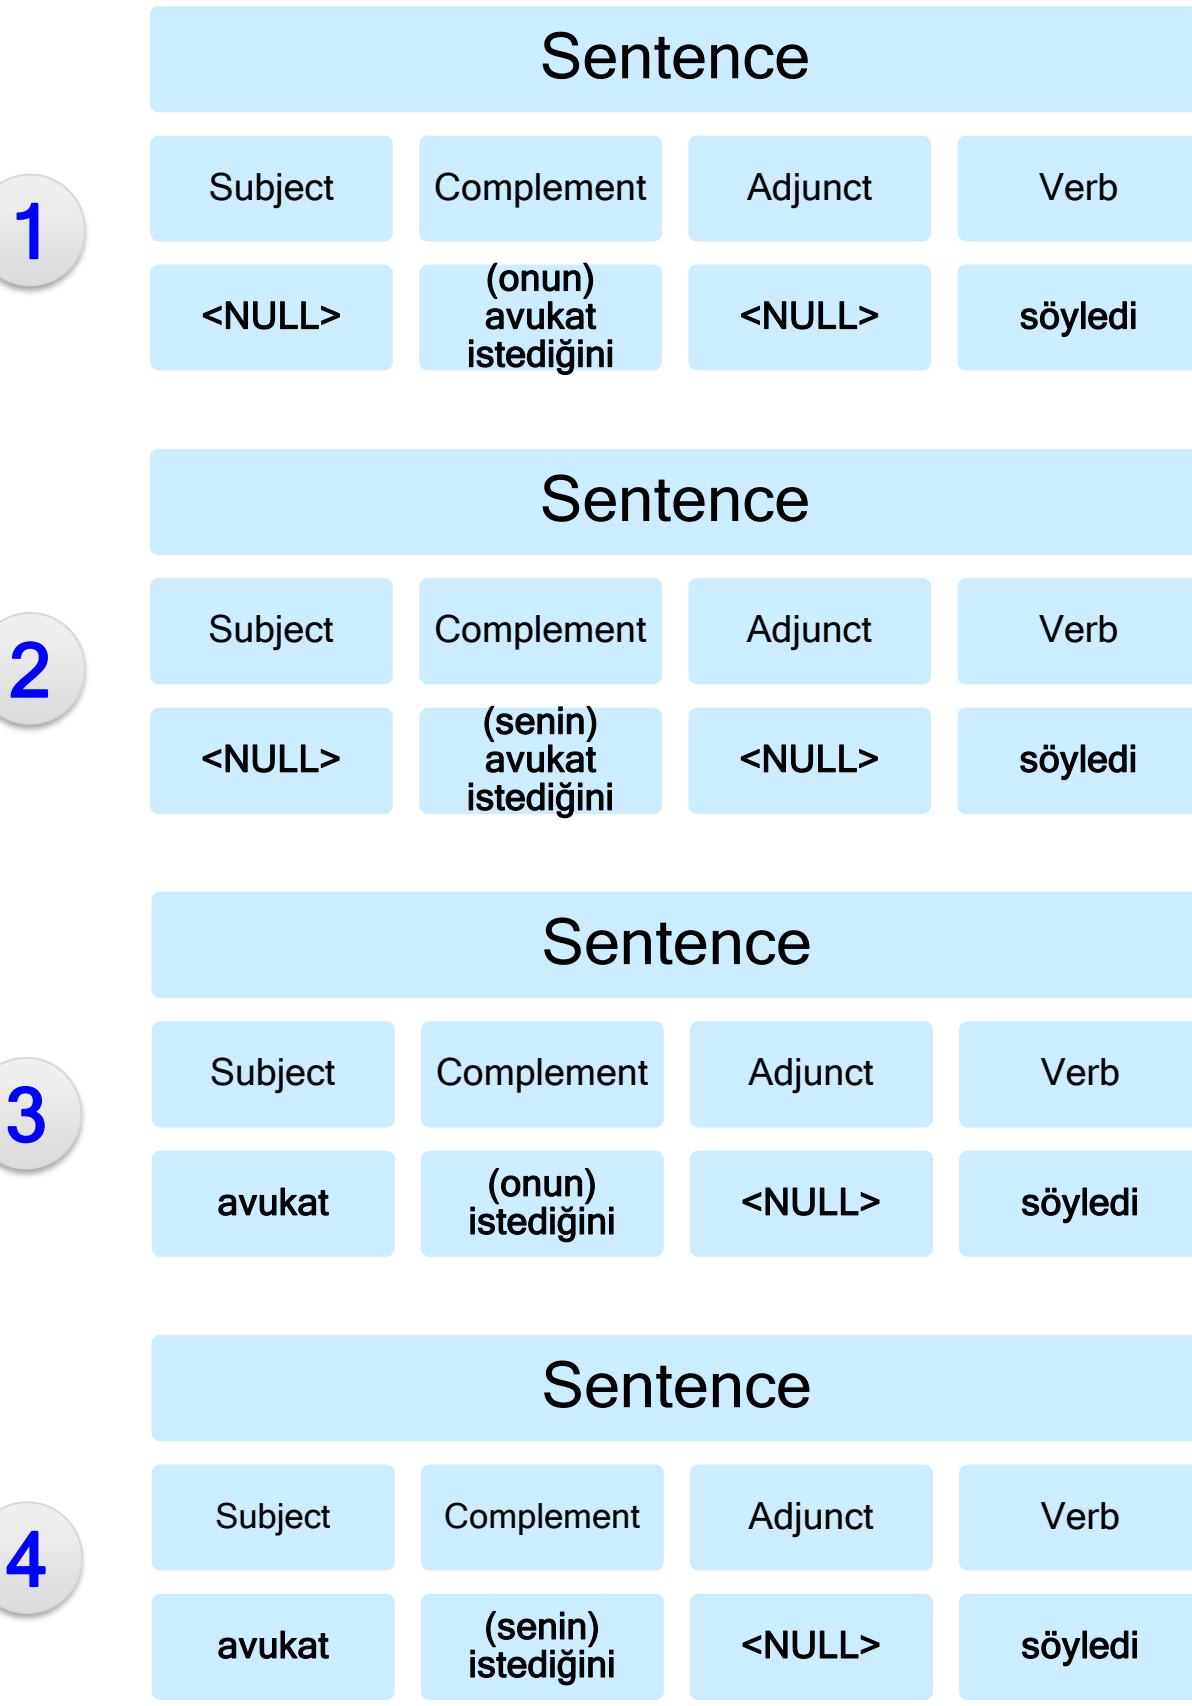 Sentence
1
Subject Complement Adjunct Verb
<NULL>
(onun)
avukat
istediğini
<NULL>
söyledi
Sentence
2
Subject Complement Adjunct Verb
<NULL>
(senin)
avukat
istediğini
<NULL>
söyledi
Sentence
3
Subject Complement Adjunct Verb
avukat
(onun)
istediğini
<NULL>
söyledi
Sentence
4
Subject Complement Adjunct Verb
avukat
(senin)
istediğini
<NULL>
söyledi